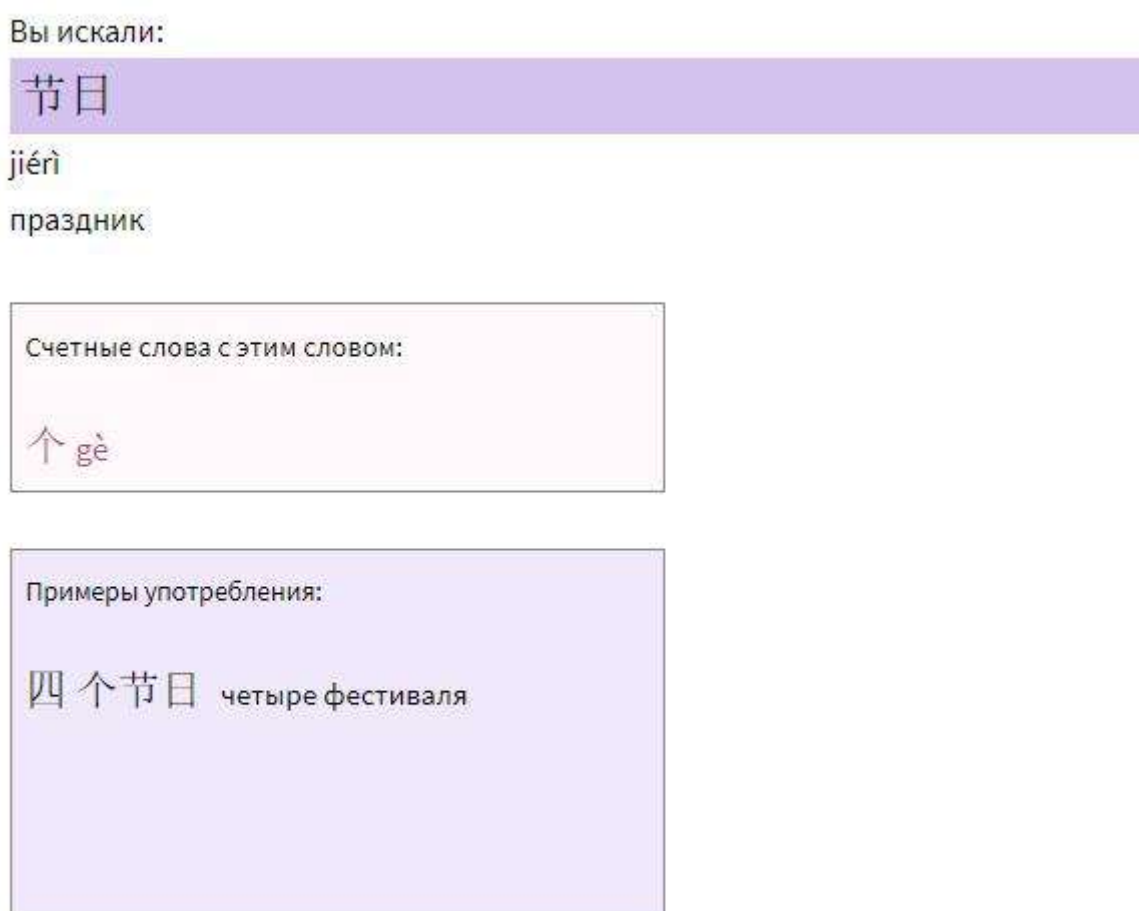 Вы искали:
节日
jiérì
праздник
Счетные слова с этим словом:
个 gè
Примеры употребления:
四 个节日 четыре фестиваля